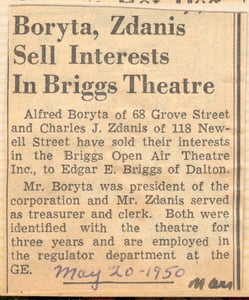 Boryta, Zdanis
Sell Interests
In Briggs Theatre
Alfred Boryta of 68 Grove Street
and Charles J. Zdanis of 118 New-
ell Street have sold their interests
in the Briggs Open Air Theatre
Inc., to Edgar E. Briggs of Dalton.
Mr. Boryta was president of the
corporation and Mr. Zdanis
served as treasurer and clerk. Both were
identified with the theatre for
three years and are employed in
the regulator department at the
GE.
May 20-1950